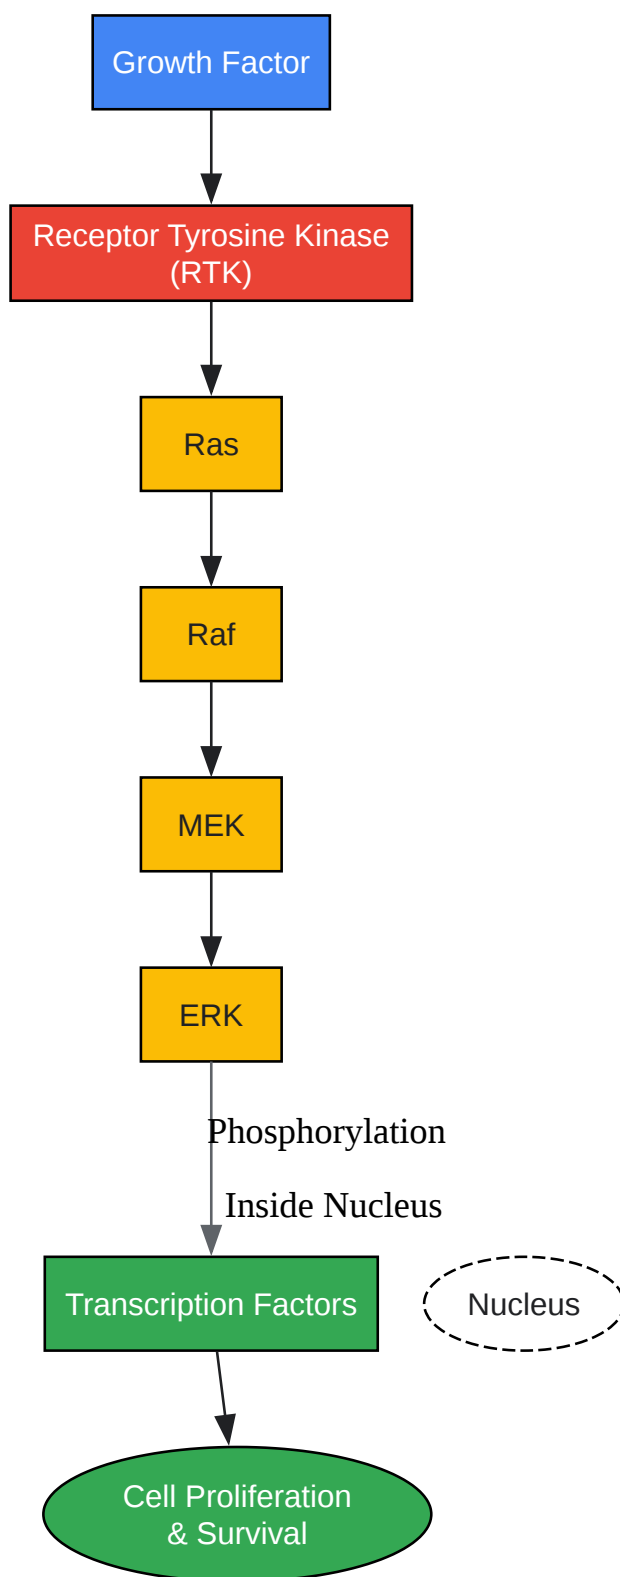 Growth Factor
Receptor Tyrosine Kinase
(RTK)
Ras
Raf
MEK
ERK
Phosphorylation
Inside Nucleus
Transcription Factors
Nucleus
Cell Proliferation
& Survival